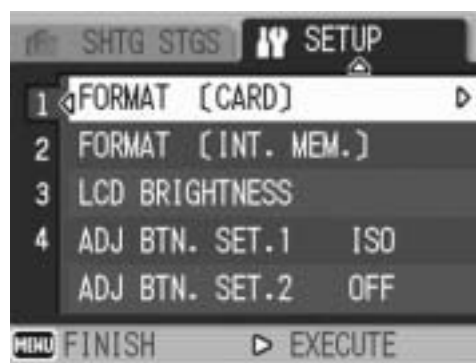 SHTG STGS SETUP
1 FORMAT [CARD]
2 FORMAT [INT. MEM.]
3 LCD BRIGHTNESS
4 ADJ BTN. SET.1 ISO
ADJ BTN. SET.2 OFF
MENU FINISH EXECUTE